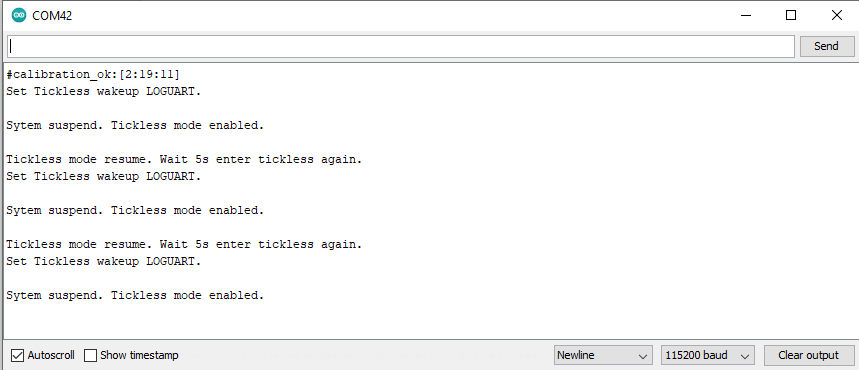 COM42
Send
#calibration_ok:[2:19:11]
Set Tickless wakeup LOGUART.
Sytem suspend. Tickless mode enabled.
Tickless mode resume. Wait 5s enter tickless again.
Set Tickless wakeup LOGUART.
Sytem suspend. Tickless mode enabled.
Tickless mode resume. Wait 5s enter tickless again.
Set Tickless wakeup LOGUART.
Sytem suspend. Tickless mode enabled.
Autoscroll Show timestamp Newline 115200 baud Clear output